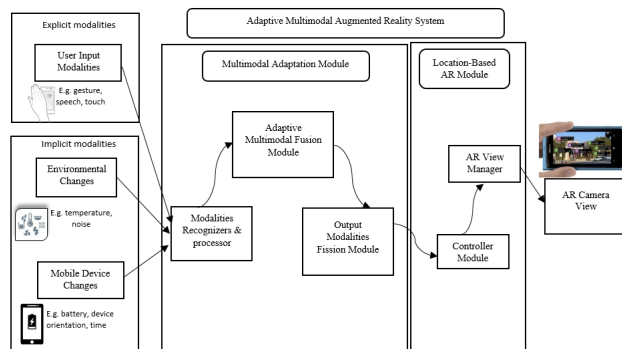 Adaptive Multimodal Augmented Reality System
Explicit modalities
User Input
Modalities
E.g. gesture,
speech, touch
Implicit modalities
Environmental
Changes
E.g. temperature,
noise
Mobile Device
Changes
E.g. battery, device
orientation, time
Multimodal Adaptation Module
Modalities
Recognizers &
processor
Adaptive
Multimodal Fusion
Module
Output
Modalities
Fission Module
Location-Based
AR Module
Controller
Module
AR View
Manager
AR Camera
View